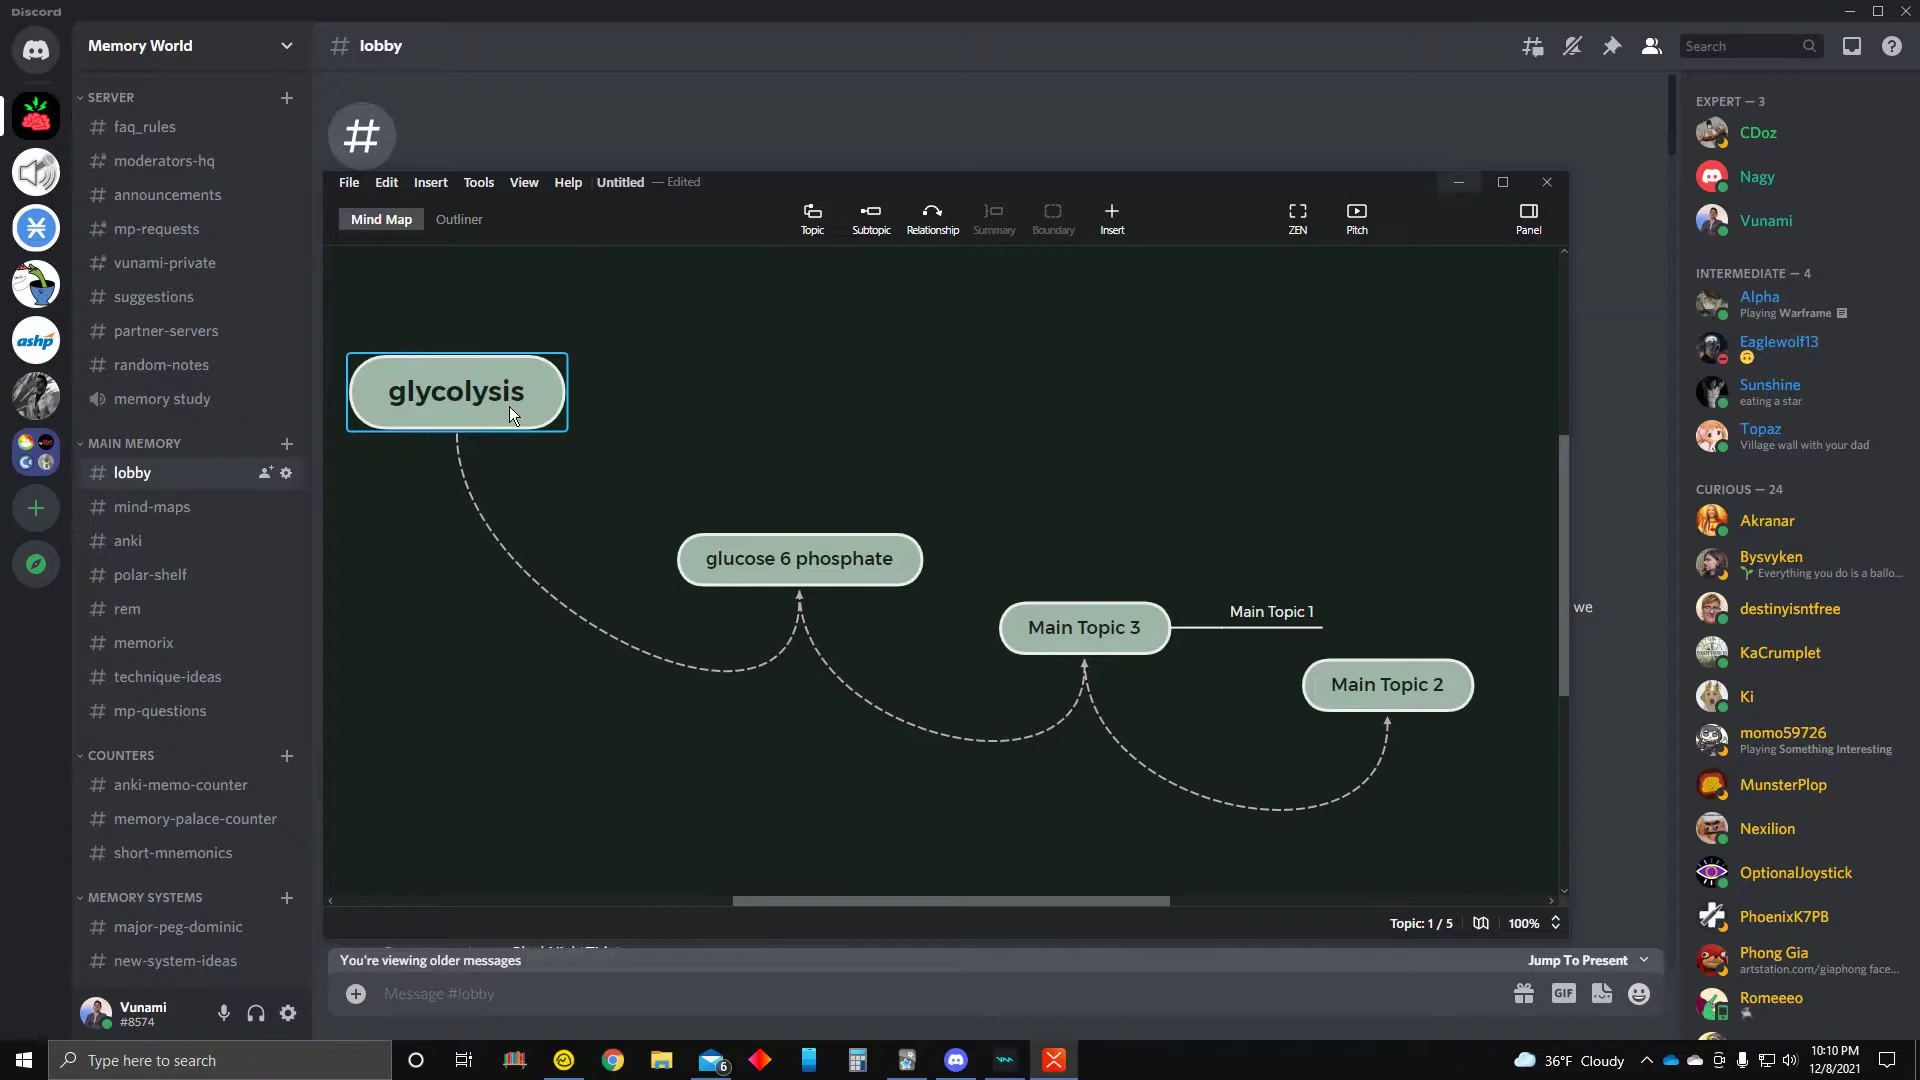 Discord
Memory World
lobby
Search
SERVER
faq_rules
moderators-hq
announcements
mp-requests
vunami-private
suggestions
partner-servers
random-notes
memory study
MAIN MEMORY
lobby
mind-maps
anki
polar-shelf
rem
memorix
technique-ideas
mp-questions
COUNTERS
anki-memo-counter
memory-palace-counter
short-mnemonics
MEMORY SYSTEMS
major-peg-dominic
new-system-ideas
Vunami
#8574
ashp
File Edit Insert Tools View Help Untitled — Edited
Mind Map Outliner
Topic Subtopic Relationship Summary Boundary Insert ZEN Pitch Panel
glycolysis
glucose 6 phosphate
Main Topic 3
Main Topic 1
Main Topic 2
Topic: 1 / 5 100%
we
You're viewing older messages
Jump To Present
Message #lobby
GIF
EXPERT — 3
CDoz
Nagy
Vunami
INTERMEDIATE — 4
Alpha
Playing Warframe
Eaglewolf13
Sunshine
eating a star
Topaz
Village wall with your dad
CURIOUS — 24
Akranar
Bysvyken
Everything you do is a ballo...
destinyisntfree
KaCrumplet
Ki
momo59726
Playing Something Interesting
MunsterPlop
Nexilion
OptionalJoystick
PhoenixK7PB
Phong Gia
artstation.com/giaphong face...
Romeeeo
Type here to search
6
36°F Cloudy
10:10 PM
12/8/2021